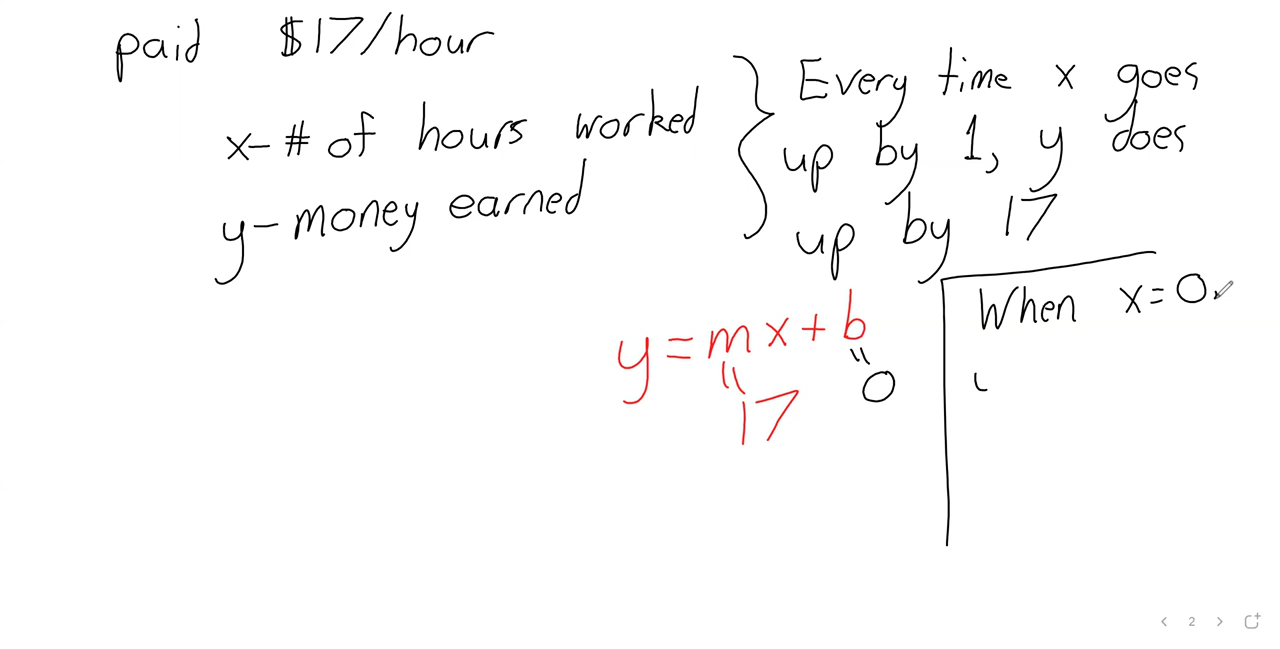 paid $17/hour
x- # of hours worked
y- money earned
Every time x goes
up by 1, y does
up by 17
y=mx+b
"
17
"
0
When x=0
2